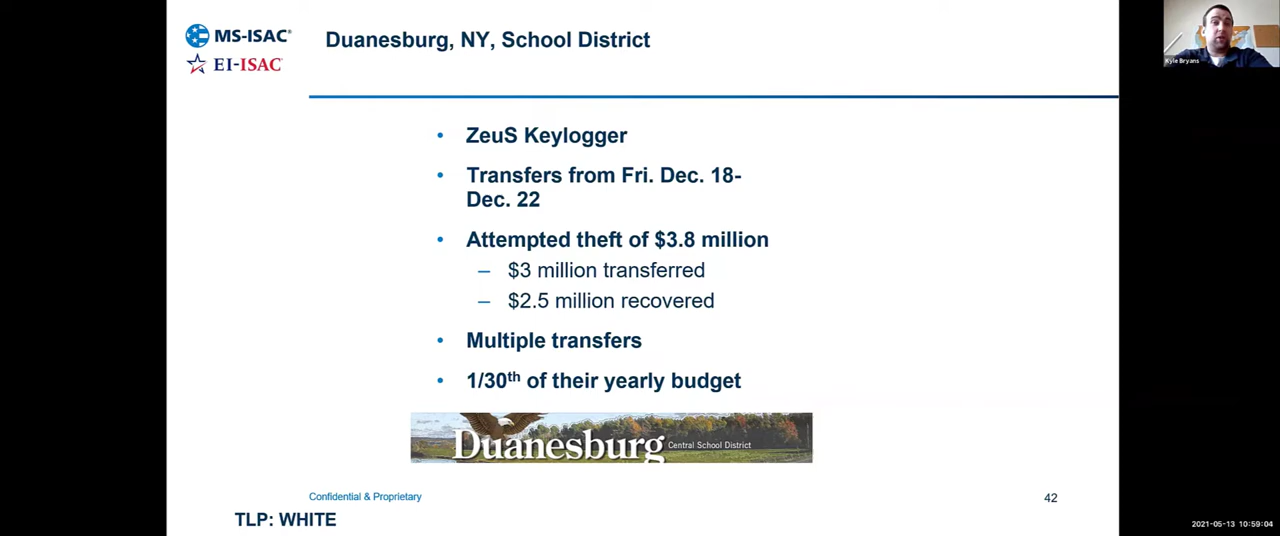 MS-ISAC®
EI-ISAC
Duanesburg, NY, School District
Kyle Bryans
• ZeuS Keylogger
• Transfers from Fri. Dec. 18-
Dec. 22
• Attempted theft of $3.8 million
– $3 million transferred
– $2.5 million recovered
• Multiple transfers
• 1/30th of their yearly budget
Duanesburg Central School District
Confidential & Proprietary
42
TLP: WHITE
2021-05-13 10:59:04